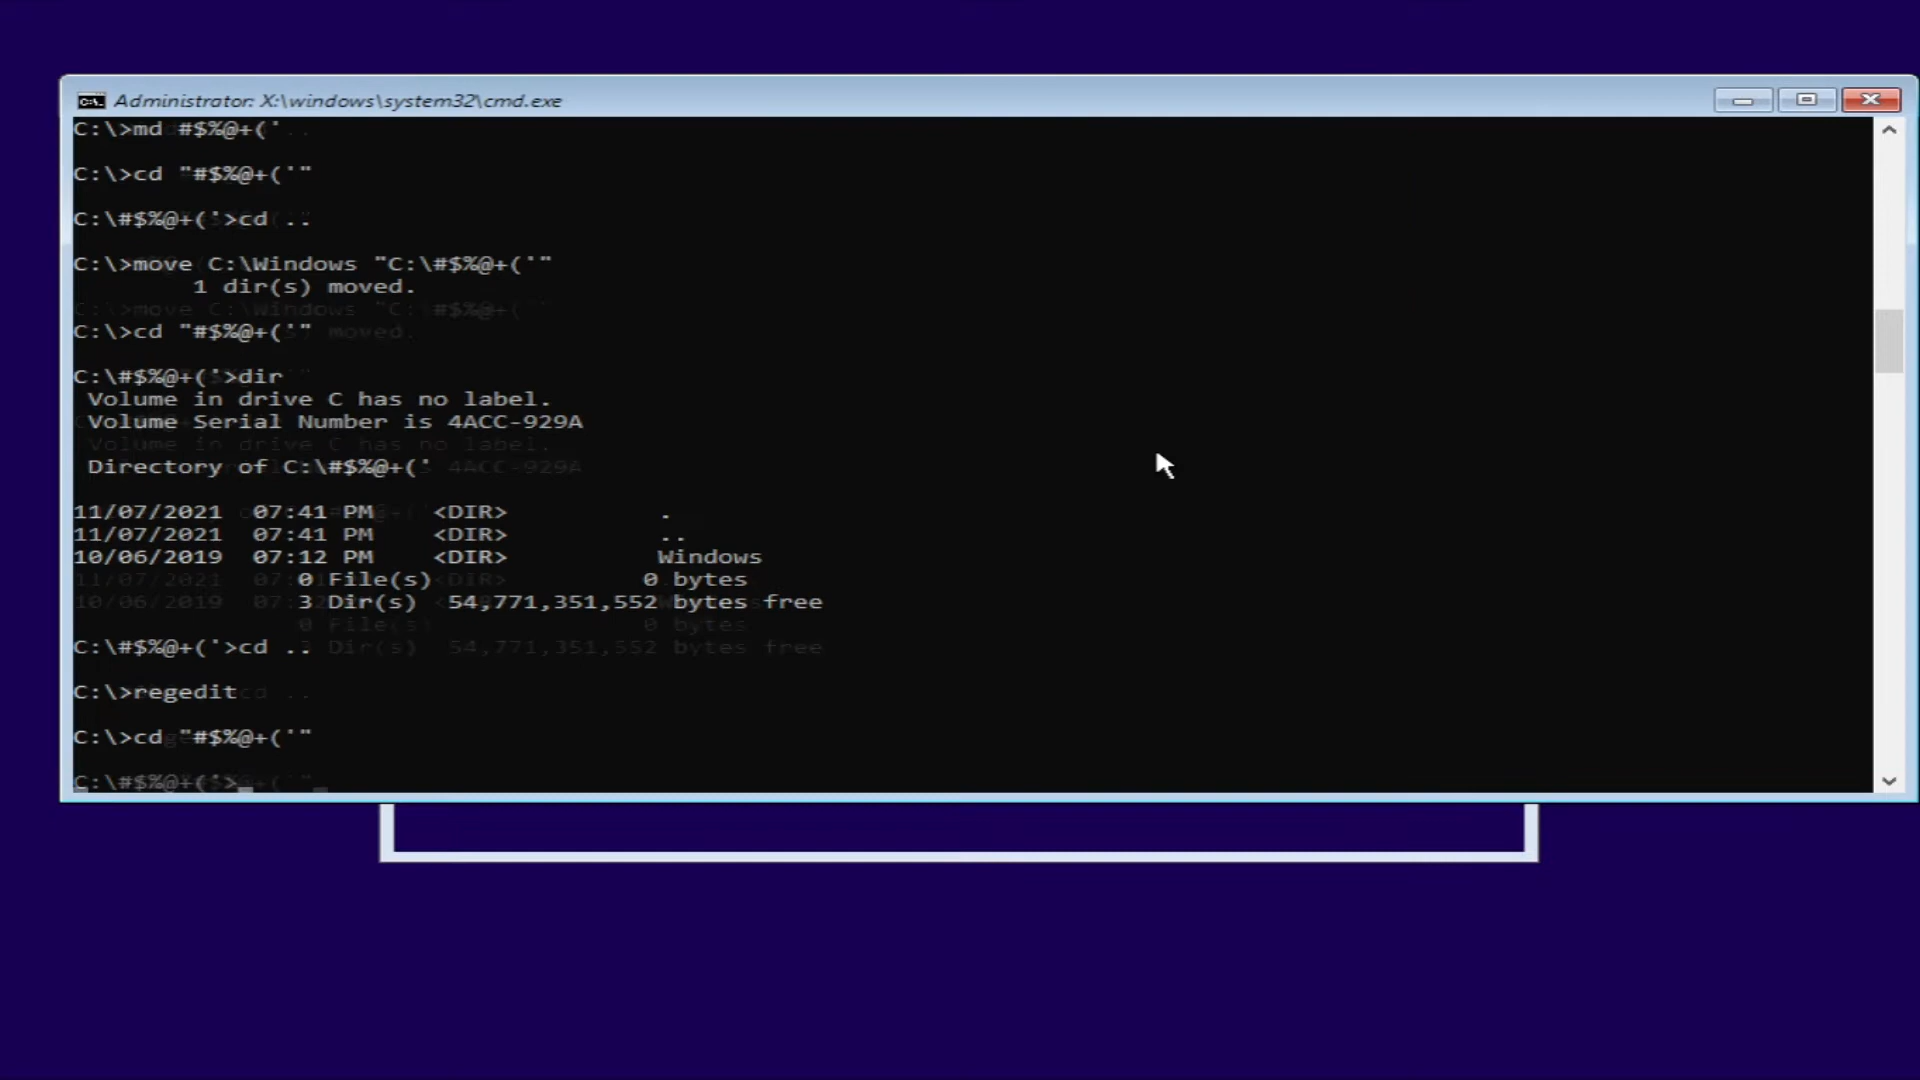 Administrator: X:\windows\system32\cmd.exe
C:\>md #$%@+('
C:\>cd "#$%@+('"
C:\#$%@+('>cd ..
C:\>move C:\Windows "C:\#$%@+('"
        1 dir(s) moved.
C:\>cd "#$%@+('"
C:\#$%@+('>dir
 Volume in drive C has no label.
 Volume Serial Number is 4ACC-929A
 Directory of C:\#$%@+('
11/07/2021  07:41 PM    <DIR>          .
11/07/2021  07:41 PM    <DIR>          ..
10/06/2019  07:12 PM    <DIR>          Windows
               0 File(s)              0 bytes
               3 Dir(s)  54,771,351,552 bytes free
C:\#$%@+('>cd ..
C:\>regedit
C:\>cd "#$%@+('"
C:\#$%@+('>